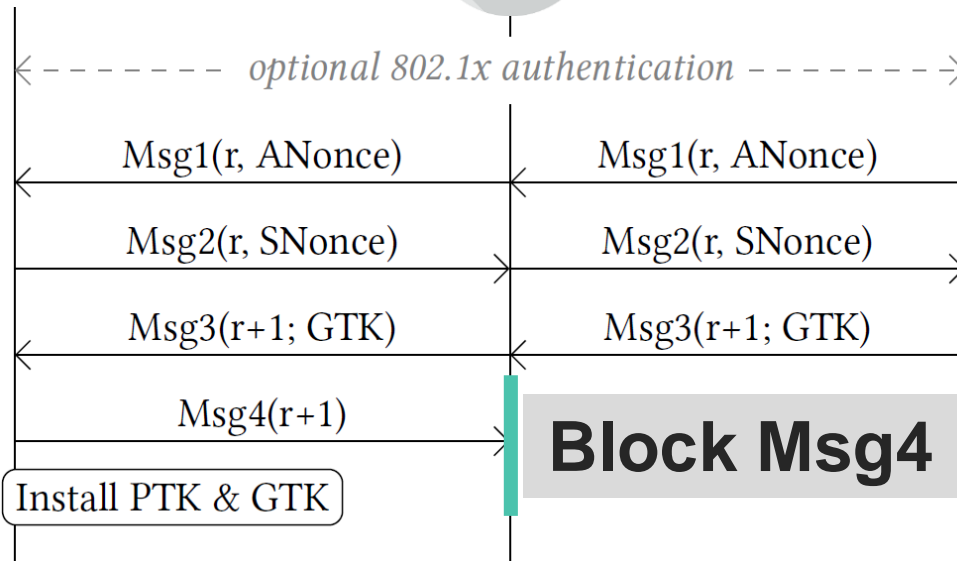 optional 802.1x authentication
Msg1(r, ANonce)
Msg1(r, ANonce)
Msg2(r, SNonce)
Msg2(r, SNonce)
Msg3(r+1; GTK)
Msg3(r+1; GTK)
Msg4(r+1)
Block Msg4
Install PTK & GTK